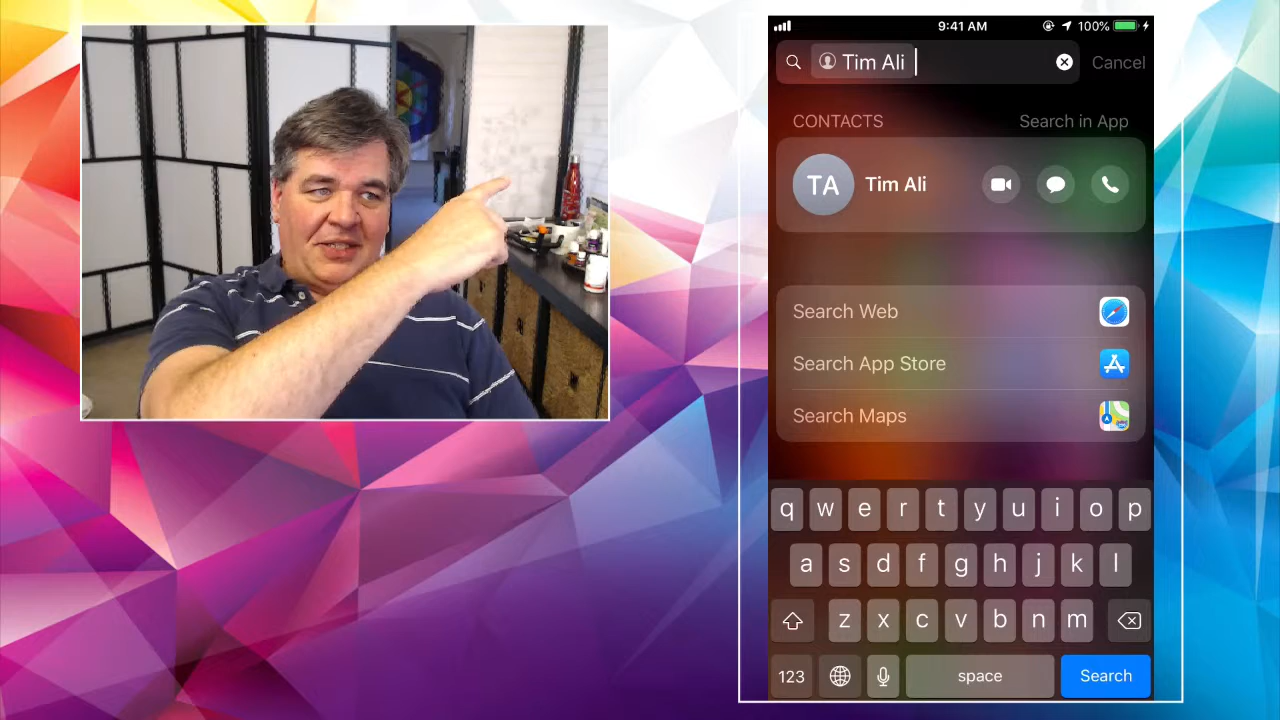 9:41 AM 100%
Tim Ali Cancel
CONTACTS Search in App
TA Tim Ali
Search Web
Search App Store
Search Maps
q w e r t y u i o p
a s d f g h j k l
z x c v b n m
123 space Search